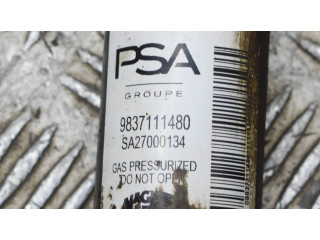 PSA
GROUPE
9837111480
SA27000134
GAS PRESSURIZED
DO NOT OPEN